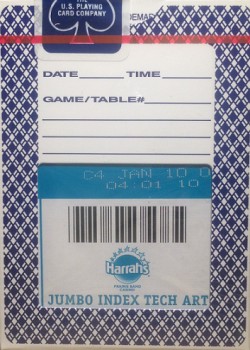 THE
U.S. PLAYING
CARD COMPANY
DATE TIME
GAME/TABLE#
C4 JAN 10 0
04:01 10
Harrah's
JUMBO INDEX TECH ART